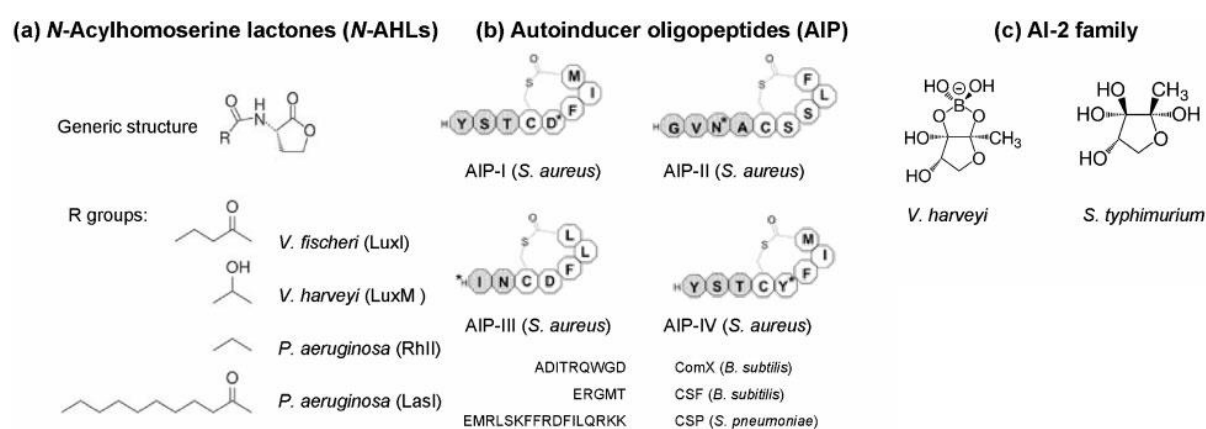 (a) N-Acylhomoserine lactones (N-AHLs)
Generic structure
O
H
N
O
R
O
R groups:
O
V. fischeri (LuxI)
OH
V. harveyi (LuxM )
P. aeruginosa (RhlI)
O
P. aeruginosa (LasI)
(b) Autoinducer oligopeptides (AIP)
O
S
M
I
F
H Y S T C D*
AIP-I (S. aureus)
O
S
F
L
S
H G V N* A C S S
AIP-II (S. aureus)
O
S
L
L
F
*H I N C D
AIP-III (S. aureus)
O
S
M
I
F
H Y S T C Y*
AIP-IV (S. aureus)
ADITRQWGD ComX (B. subtilis)
ERGMT CSF (B. subitilis)
EMRLSKFFRDFILQRKK CSP (S. pneumoniae)
(c) AI-2 family
HO ⊖ OH
B
O O
HO CH3
HO O
V. harveyi
HO CH3
HO OH
HO O
S. typhimurium